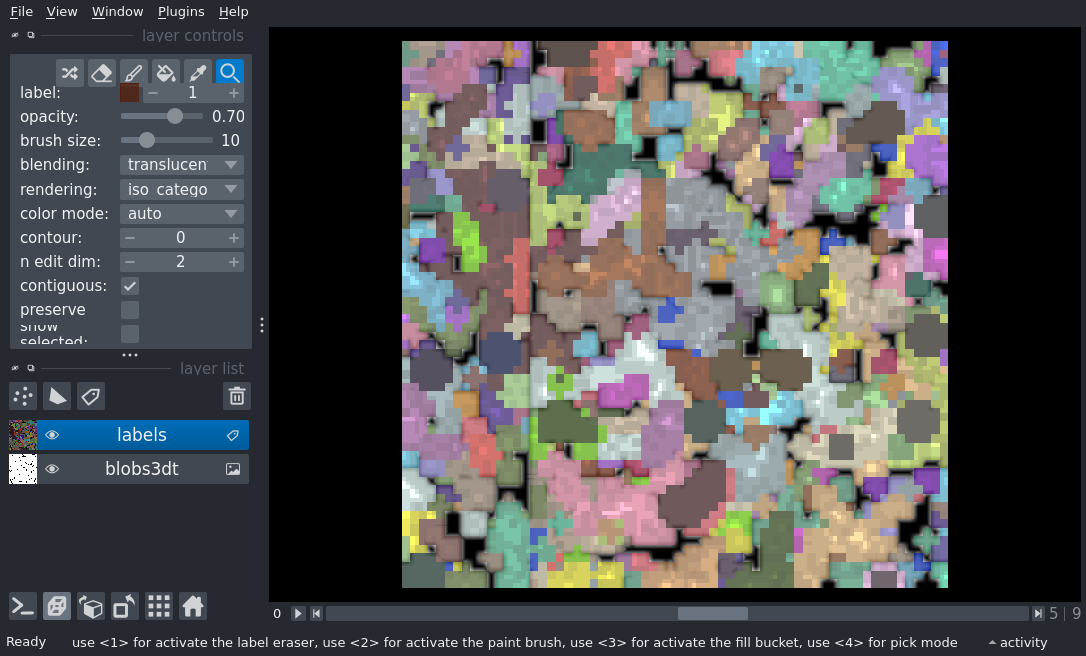 File View Window Plugins Help
layer controls
label: 1
opacity: 0.70
brush size: 10
blending: translucen
rendering: iso_catego
color mode: auto
contour: 0
n edit dim: 2
contiguous:
preserve
show
selected:
layer list
labels
blobs3dt
0 5 | 9
Ready use <1> for activate the label eraser, use <2> for activate the paint brush, use <3> for activate the fill bucket, use <4> for pick mode activity